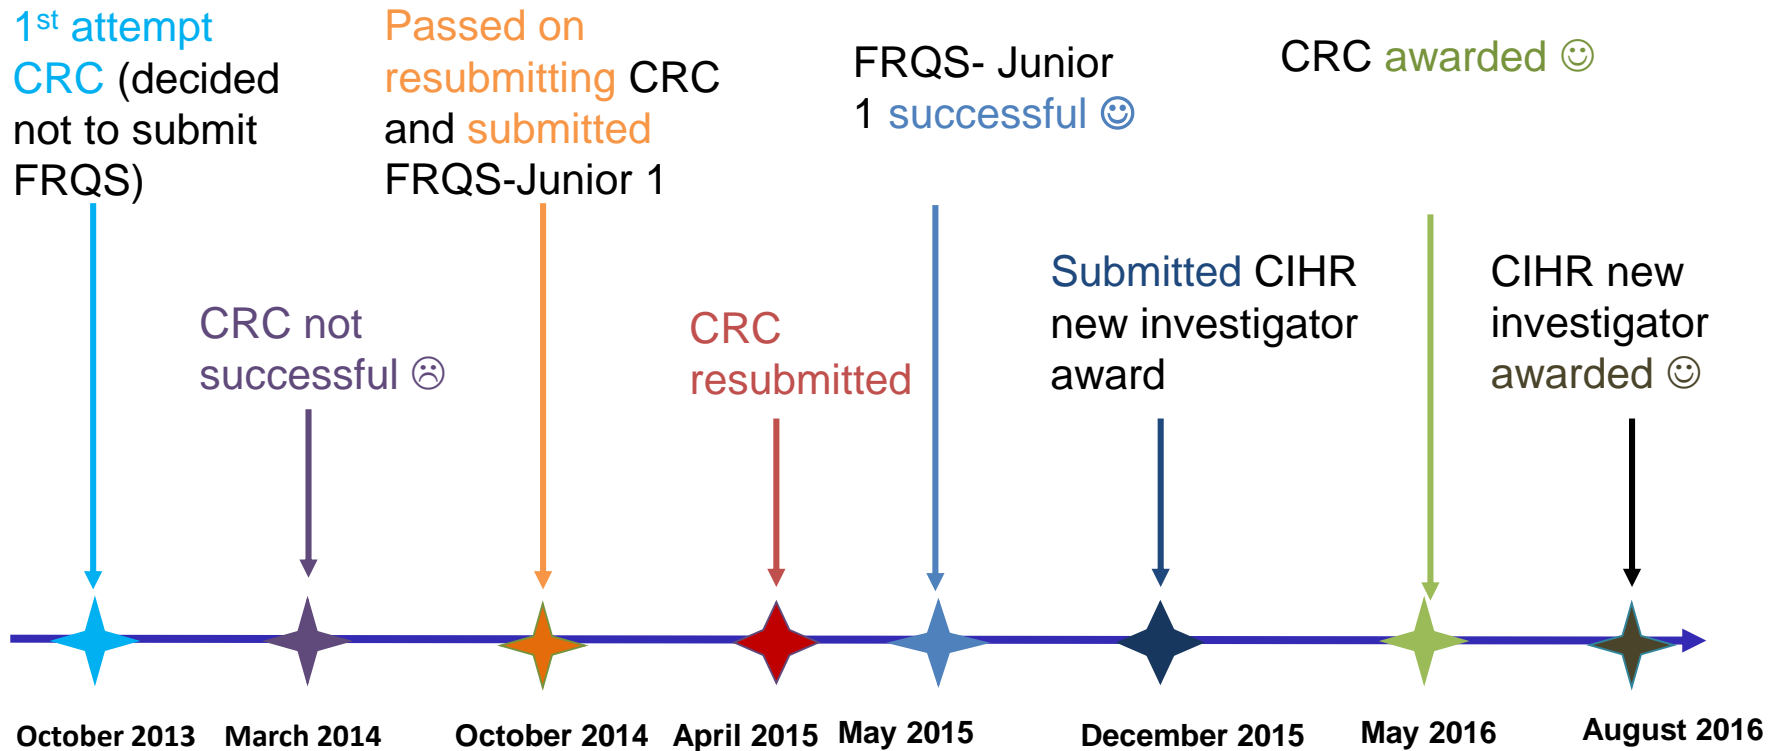 1st attempt
CRC (decided
not to submit
FRQS)
Passed on
resubmitting CRC
and submitted
FRQS-Junior 1
FRQS- Junior
1 successful ☺
CRC awarded ☺
CRC not
successful ☹
CRC
resubmitted
Submitted CIHR
new investigator
award
CIHR new
investigator
awarded ☺
October 2013
March 2014
October 2014
April 2015
May 2015
December 2015
May 2016
August 2016